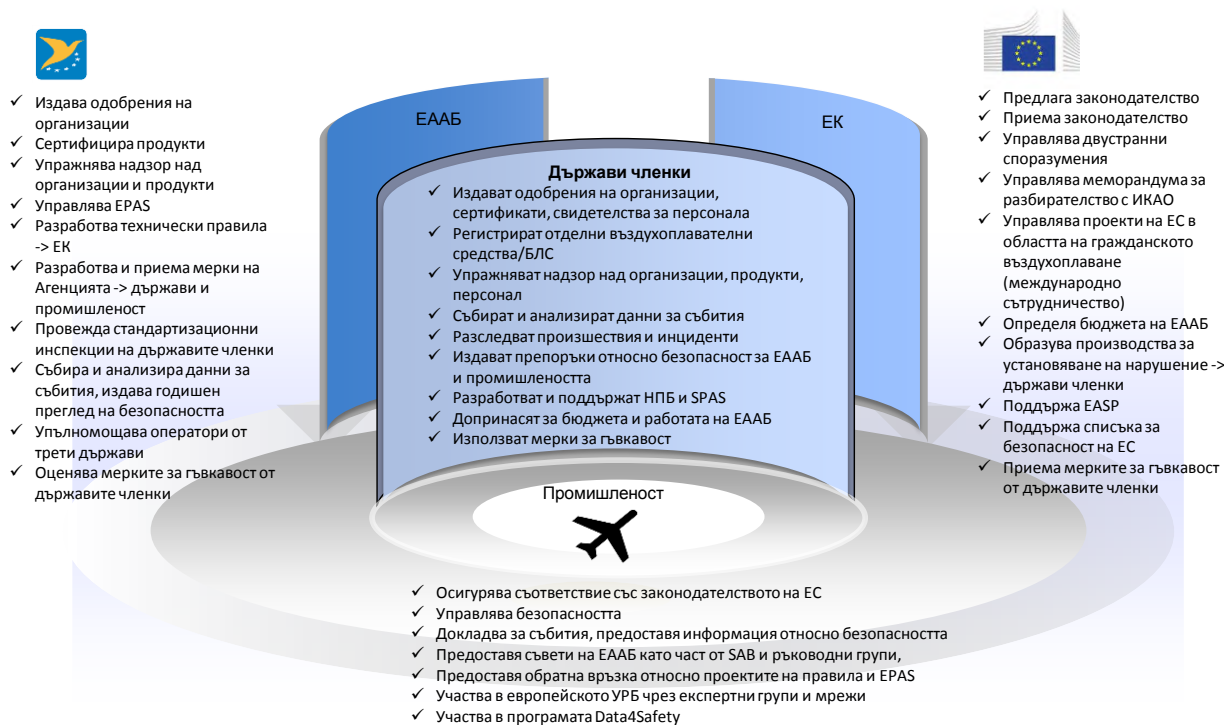 ЕААБ
✓ Издава одобрения на
организации
✓ Сертифицира продукти
✓ Упражнява надзор над
организации и продукти
✓ Управлява EPAS
✓ Разработва технически правила
-> ЕК
✓ Разработва и приема мерки на
Агенцията -> държави и
промишленост
✓ Провежда стандартизационни
инспекции на държавите членки
✓ Събира и анализира данни за
събития, издава годишен
преглед на безопасността
✓ Упълномощава оператори от
трети държави
✓ Оценява мерките за гъвкавост от
държавите членки
Държави членки
✓ Издават одобрения на организации,
сертификати, свидетелства за персонала
✓ Регистрират отделни въздухоплавателни
средства/БЛС
✓ Упражняват надзор над организации, продукти,
персонал
✓ Събират и анализират данни за събития
✓ Разследват произшествия и инциденти
✓ Издават препоръки относно безопасност за ЕААБ
и промишлеността
✓ Разработват и поддържат НПБ и SPAS
✓ Допринасят за бюджета и работата на ЕААБ
✓ Използват мерки за гъвкавост
ЕК
✓ Предлага законодателство
✓ Приема законодателство
✓ Управлява двустранни
споразумения
✓ Управлява меморандума за
разбирателство с ИКАО
✓ Управлява проекти на ЕС в
областта на гражданското
въздухоплаване
(международно
сътрудничество)
✓ Определя бюджета на ЕААБ
✓ Образува производства за
установяване на нарушение ->
държави членки
✓ Поддържа EASP
✓ Поддържа списъка за
безопасност на ЕС
✓ Приема мерките за гъвкавост
от държавите членки
Промишленост
✓ Осигурява съответствие със законодателството на ЕС
✓ Управлява безопасността
✓ Докладва за събития, предоставя информация относно безопасността
✓ Предоставя съвети на ЕААБ като част от SAB и ръководни групи,
✓ Предоставя обратна връзка относно проектите на правила и EPAS
✓ Участва в европейското УРБ чрез експертни групи и мрежи
✓ Участва в програмата Data4Safety